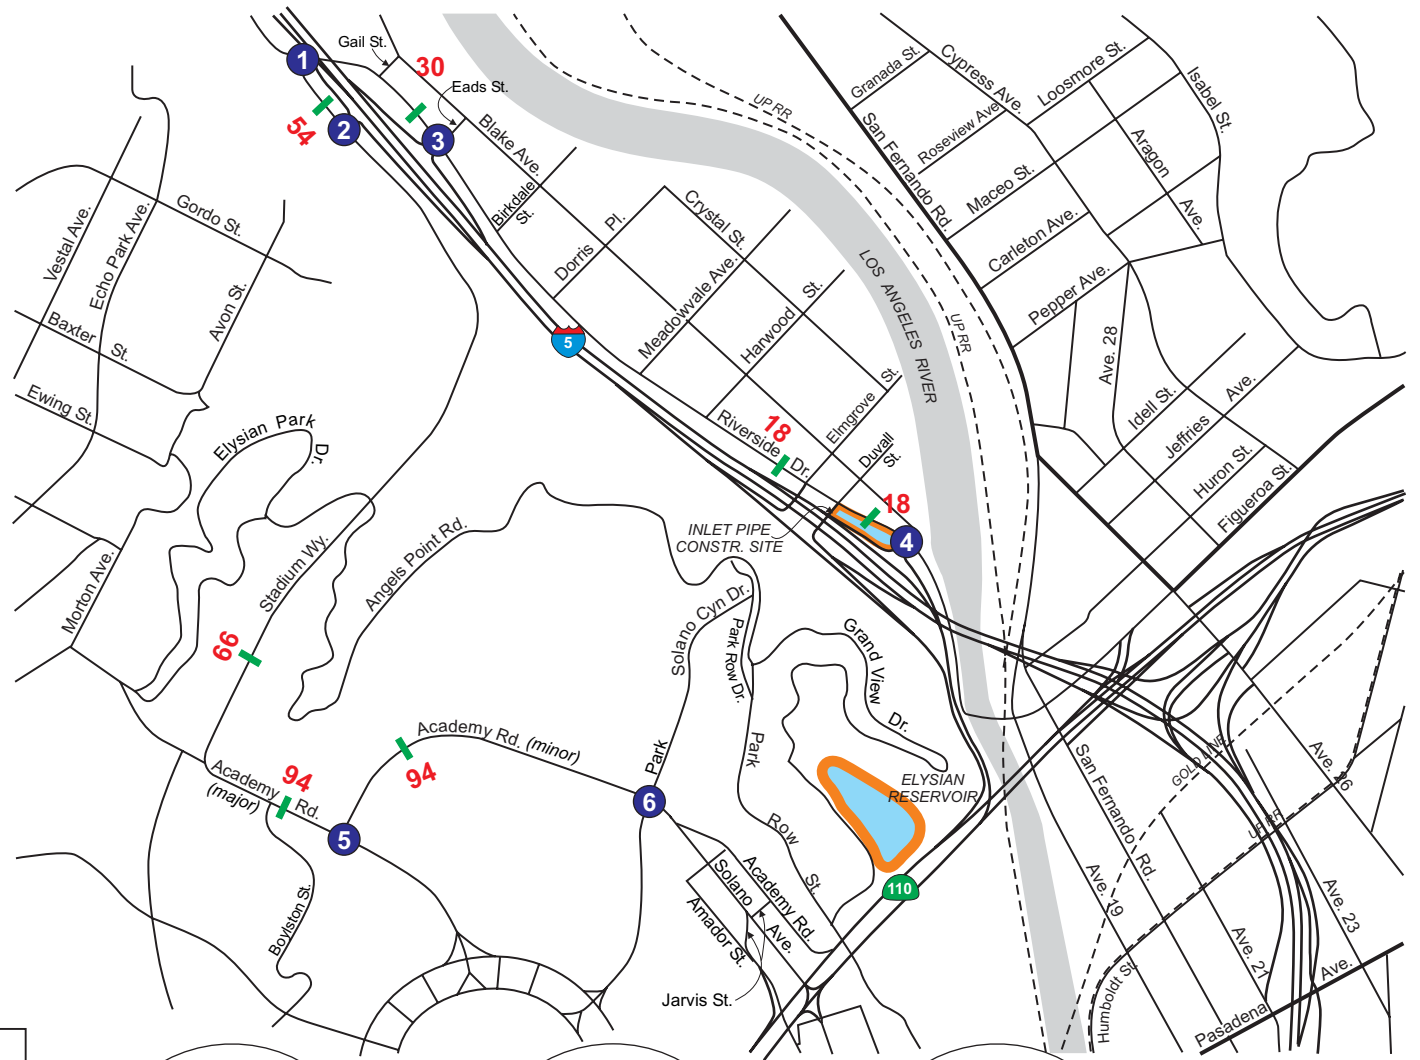 1
Gail St.
30
Eads St.
54
2
3
Blake Ave.
Birkdale
St.
UP RR
Granada St.
Cypress Ave.
Loosmore St.
Isabel St.
San Fernando Rd.
Roseview Ave.
Aragon
Ave.
Maceo St.
Carleton Ave.
Pepper Ave.
Vestal Ave.
Echo Park Ave.
Gordo St.
Avon St.
Baxter
St.
Ewing St.
Dorris
Pl.
Crystal St.
Meadowvale Ave.
Harwood
St.
LOS ANGELES RIVER
UP RR
Ave. 28
5
Idell St.
Jeffries
Ave.
Huron St.
Figueroa St.
Elysian Park
Dr.
Riverside
Dr.
18
Elmgrove
St.
Duvall
St.
18
4
INLET PIPE
CONSTR. SITE
Angels Point Rd.
Stadium Wy.
Morton Ave.
66
Solano Cyn Dr.
Park Row Dr.
Grand View
Dr.
Academy Rd. (minor)
94
Academy
Rd.
(major)
94
5
Park
6
Park
Row
St.
ELYSIAN
RESERVOIR
110
San Fernando
Rd.
GOLD LINE
Ave. 26
UP RR
Boylston St.
Solano
Ave.
Academy Rd.
Amador St.
Jarvis St.
Ave. 19
Ave. 21
Ave. 23
Humboldt St.
Pasadena
Ave.